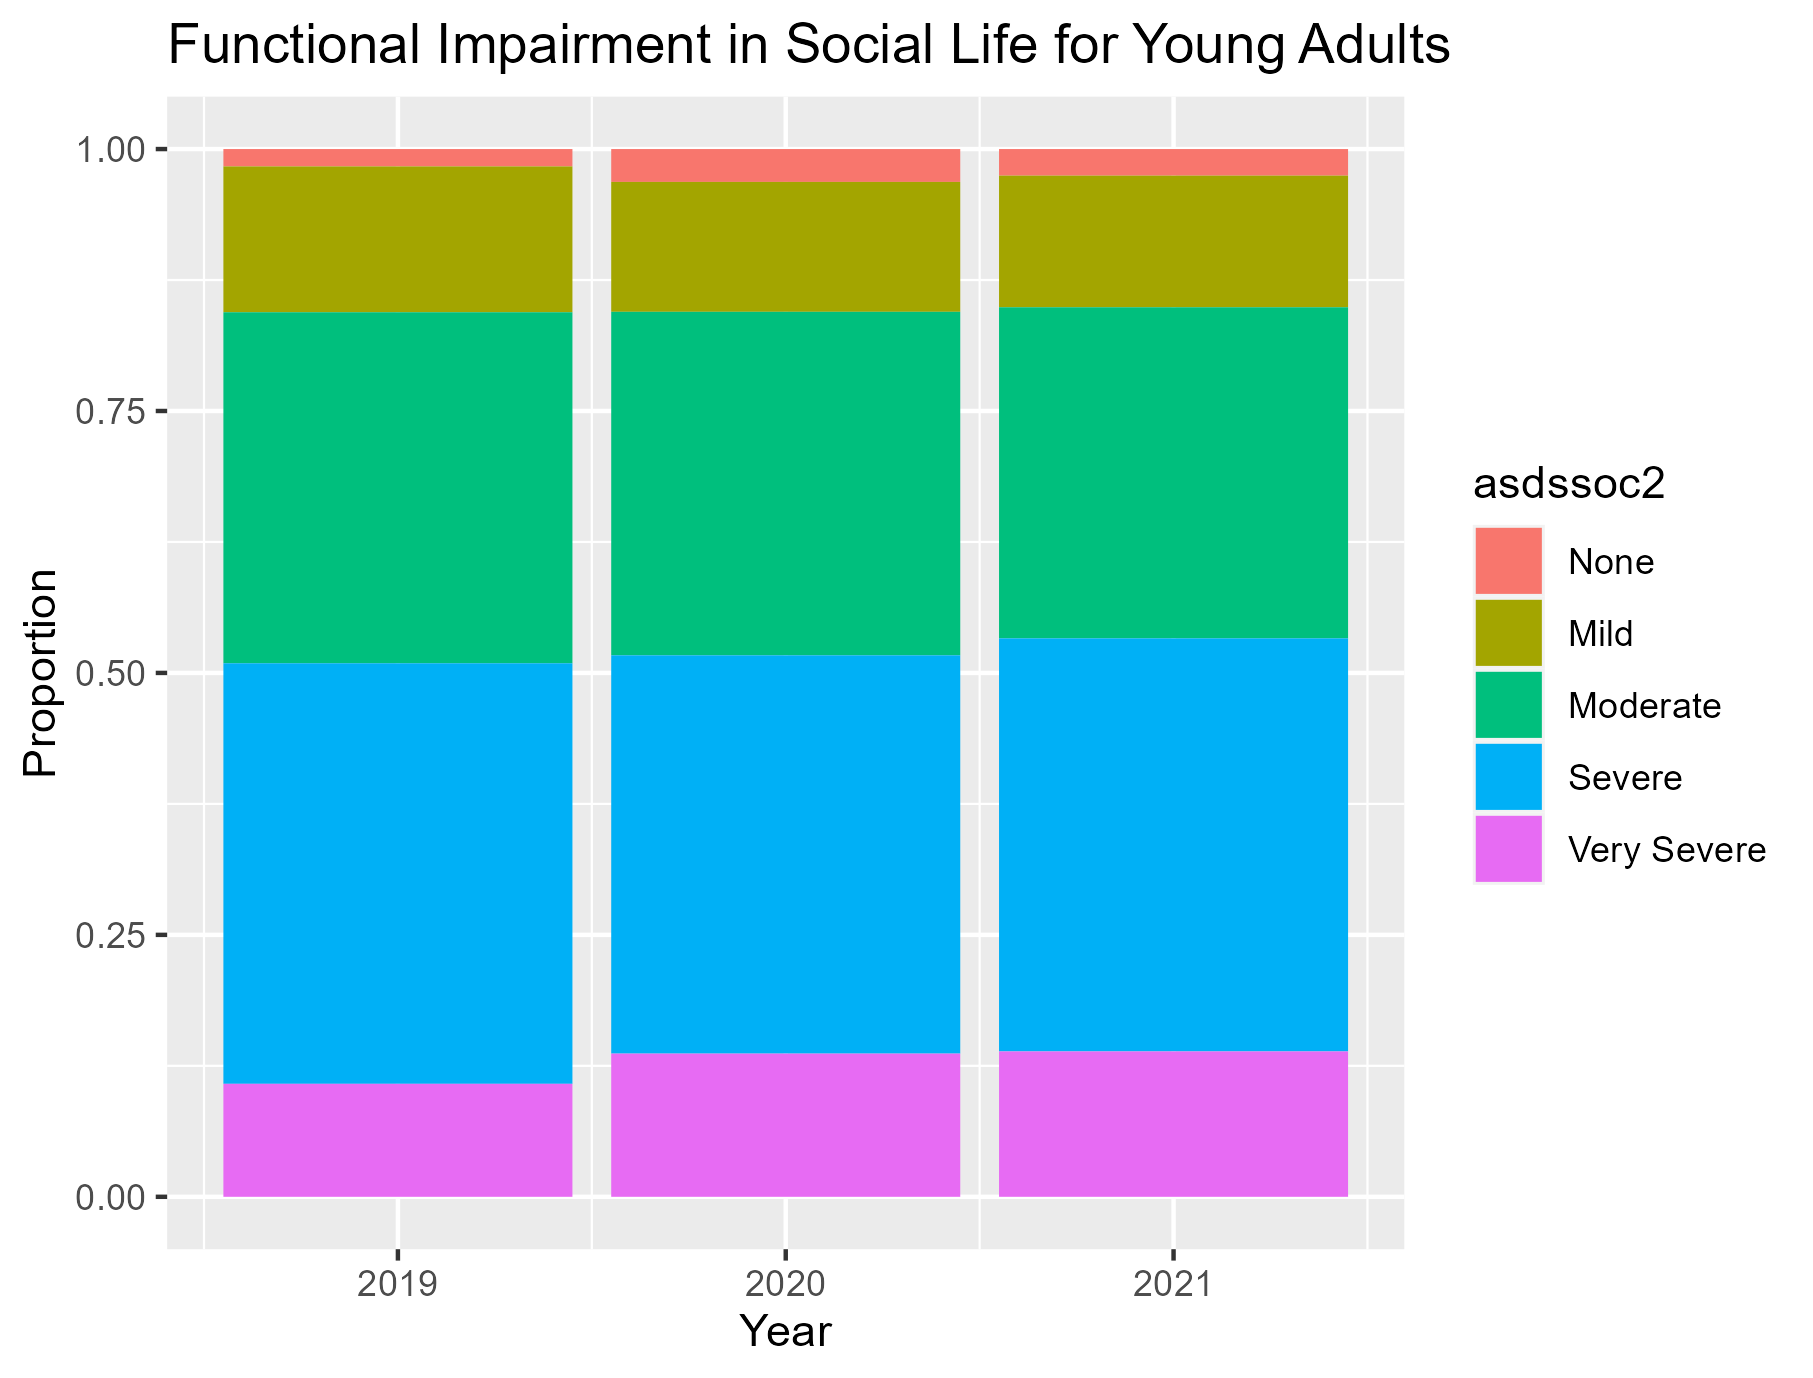 Functional Impairment in Social Life for Young Adults
1.00
0.75
0.50
0.25
0.00
Proportion
2019
2020
2021
Year
asdssoc2
None
Mild
Moderate
Severe
Very Severe